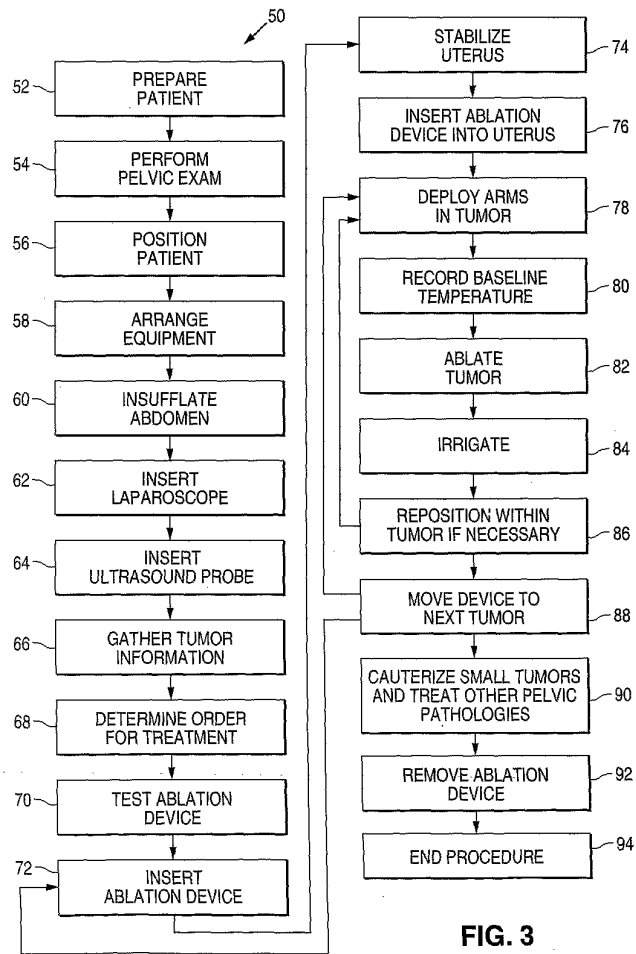 50
52
PREPARE
PATIENT
54
PERFORM
PELVIC EXAM
56
POSITION
PATIENT
58
ARRANGE
EQUIPMENT
60
INSUFFLATE
ABDOMEN
62
INSERT
LAPAROSCOPE
64
INSERT
ULTRASOUND PROBE
66
GATHER TUMOR
INFORMATION
68
DETERMINE ORDER
FOR TREATMENT
70
TEST ABLATION
DEVICE
72
INSERT
ABLATION DEVICE
STABILIZE
UTERUS
74
INSERT ABLATION
DEVICE INTO UTERUS
76
DEPLOY ARMS
IN TUMOR
78
RECORD BASELINE
TEMPERATURE
80
ABLATE
TUMOR
82
IRRIGATE
84
REPOSITION WITHIN
TUMOR IF NECESSARY
86
MOVE DEVICE TO
NEXT TUMOR
88
CAUTERIZE SMALL TUMORS
AND TREAT OTHER PELVIC
PATHOLOGIES
90
REMOVE ABLATION
DEVICE
92
END PROCEDURE
94
FIG. 3